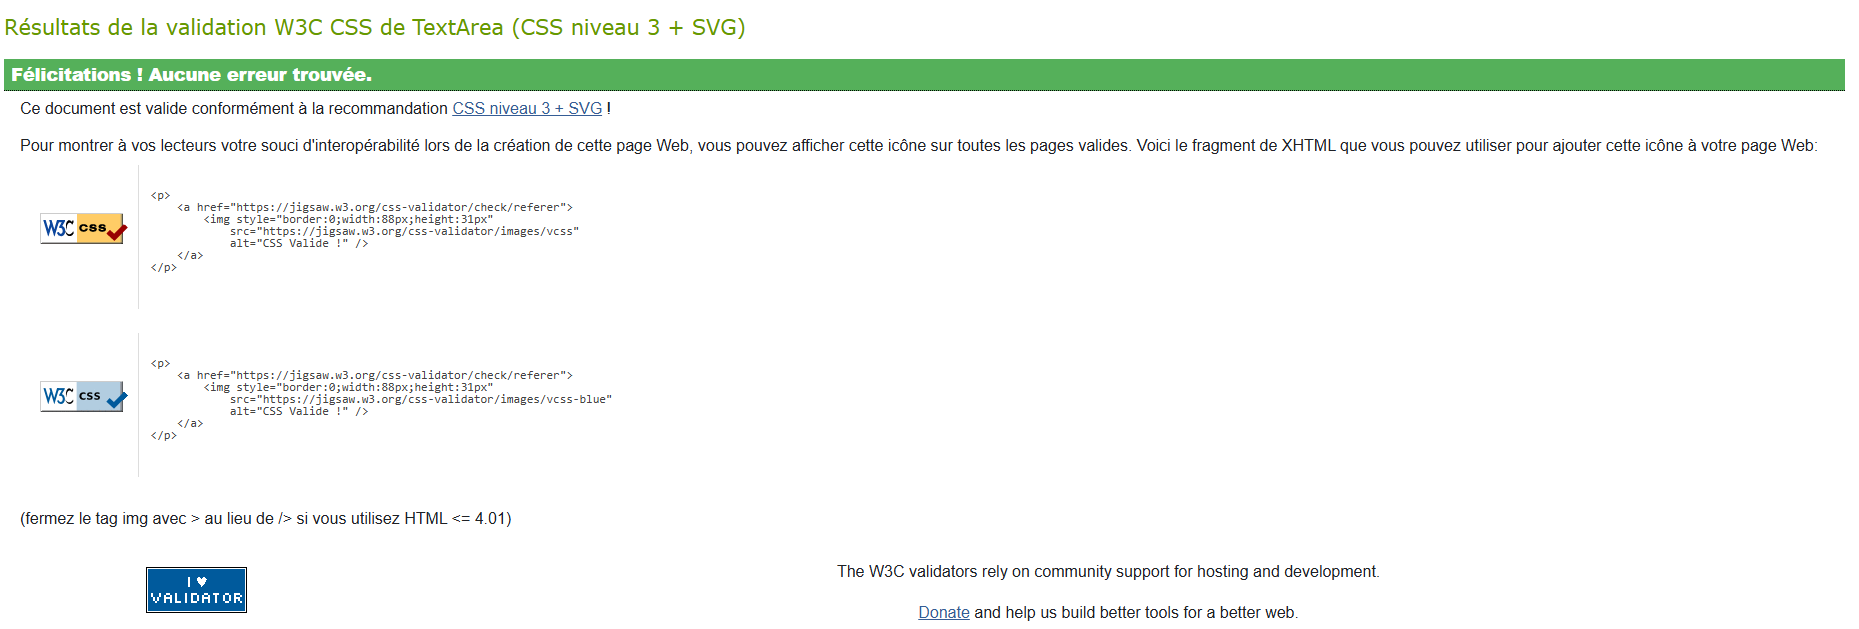 Résultats de la validation W3C CSS de TextArea (CSS niveau 3 + SVG)
Félicitations ! Aucune erreur trouvée.
Ce document est valide conformément à la recommandation CSS niveau 3 + SVG !
Pour montrer à vos lecteurs votre souci d'interopérabilité lors de la création de cette page Web, vous pouvez afficher cette icône sur toutes les pages valides. Voici le fragment de XHTML que vous pouvez utiliser pour ajouter cette icône à votre page Web:
W3C css
<p>
<a href="https://jigsaw.w3.org/css-validator/check/referer">
<img style="border:0;width:88px;height:31px"
src="https://jigsaw.w3.org/css-validator/images/vcss"
alt="CSS Valide !" />
</a>
</p>
W3C css
<p>
<a href="https://jigsaw.w3.org/css-validator/check/referer">
<img style="border:0;width:88px;height:31px"
src="https://jigsaw.w3.org/css-validator/images/vcss-blue"
alt="CSS Valide !" />
</a>
</p>
(fermez le tag img avec > au lieu de /> si vous utilisez HTML <= 4.01)
I ♥
VALIDATOR
The W3C validators rely on community support for hosting and development.
Donate and help us build better tools for a better web.